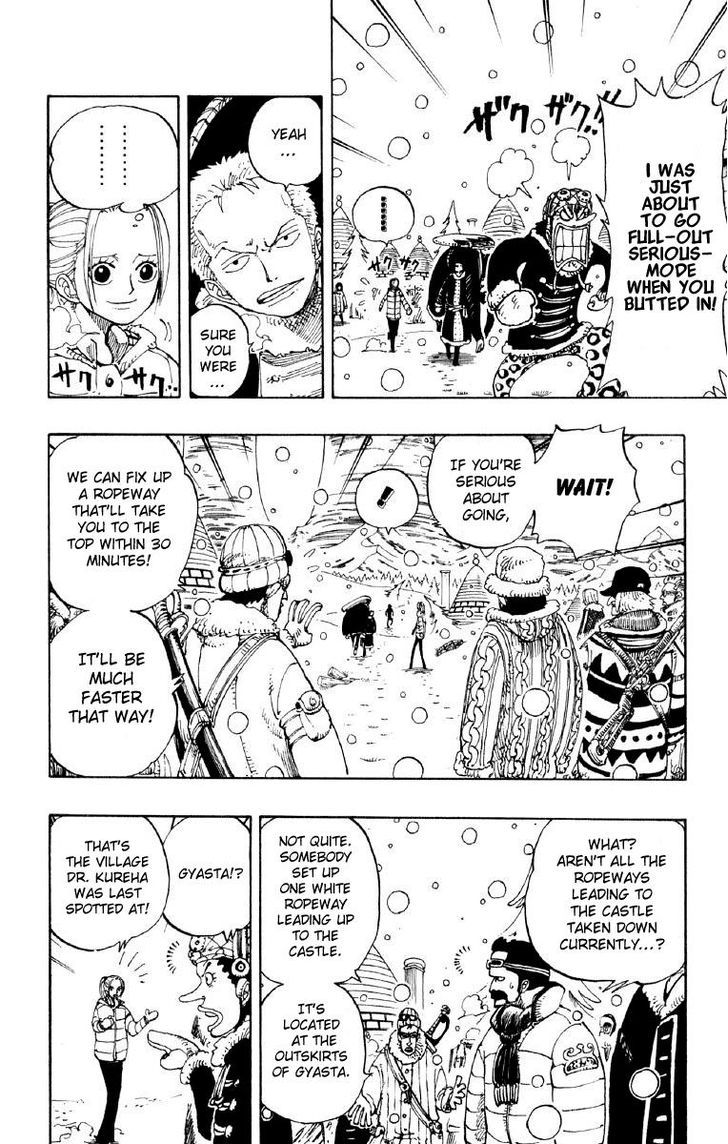 I WAS
JUST
ABOUT
TO GO
FULL-OUT
SERIOUS-
MODE
WHEN YOU
BUTTED IN!
ザク ザク!!
ザク
ザク
YEAH
...
SURE
YOU
WERE
...
ザク ザク..
WAIT!
IF YOU'RE
SERIOUS
ABOUT
GOING,
!
WE CAN FIX UP
A ROPEWAY
THAT'LL TAKE
YOU TO THE
TOP WITHIN 30
MINUTES!
IT'LL BE
MUCH
FASTER
THAT WAY!
WHAT?
AREN'T ALL
THE
ROPEWAYS
LEADING TO
THE CASTLE
TAKEN DOWN
CURRENTLY...?
NOT QUITE.
SOMEBODY
SET UP
ONE WHITE
ROPEWAY
LEADING UP TO
THE CASTLE.
IT'S
LOCATED
AT THE
OUTSKIRTS OF
GYASTA.
GYASTA!?
THAT'S
THE VILLAGE
DR. KUREHA
WAS LAST
SPOTTED AT!